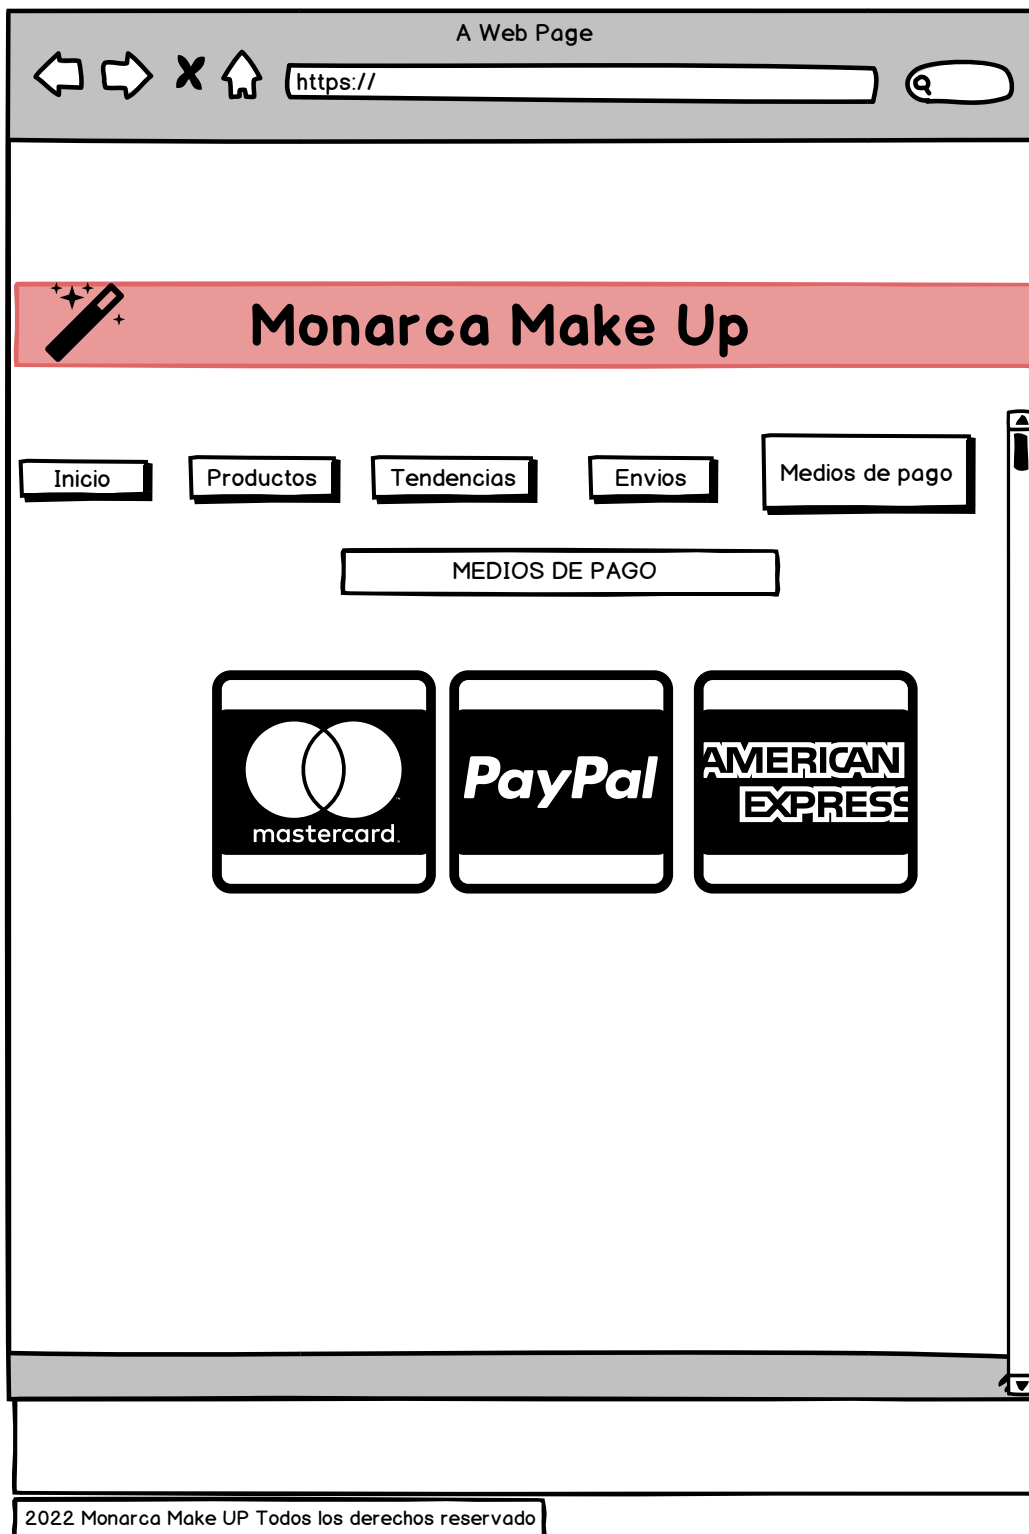 A Web Page
https://
Monarca Make Up
Inicio
Productos
Tendencias
Envios
Medios de pago
MEDIOS DE PAGO
mastercard.
PayPal
AMERICAN
EXPRESS
2022 Monarca Make UP Todos los derechos reservado